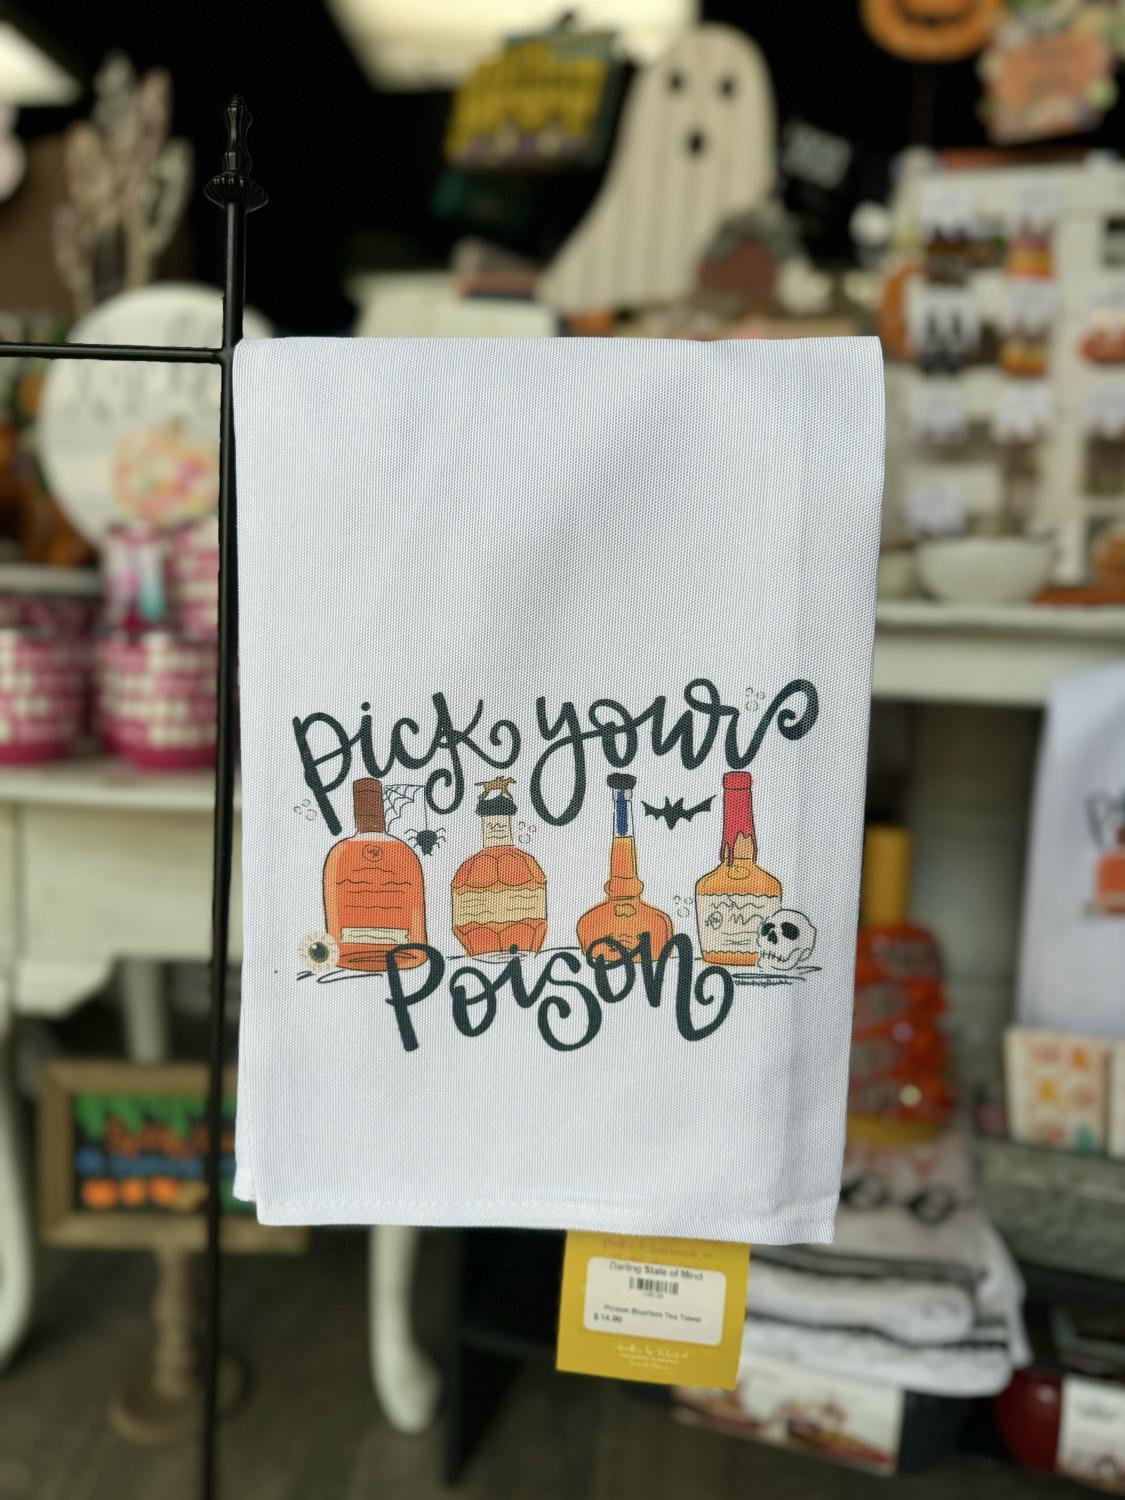 pick your
Poison
Darling State of Mind
Poison Bourbon Tea Towel
$14.00